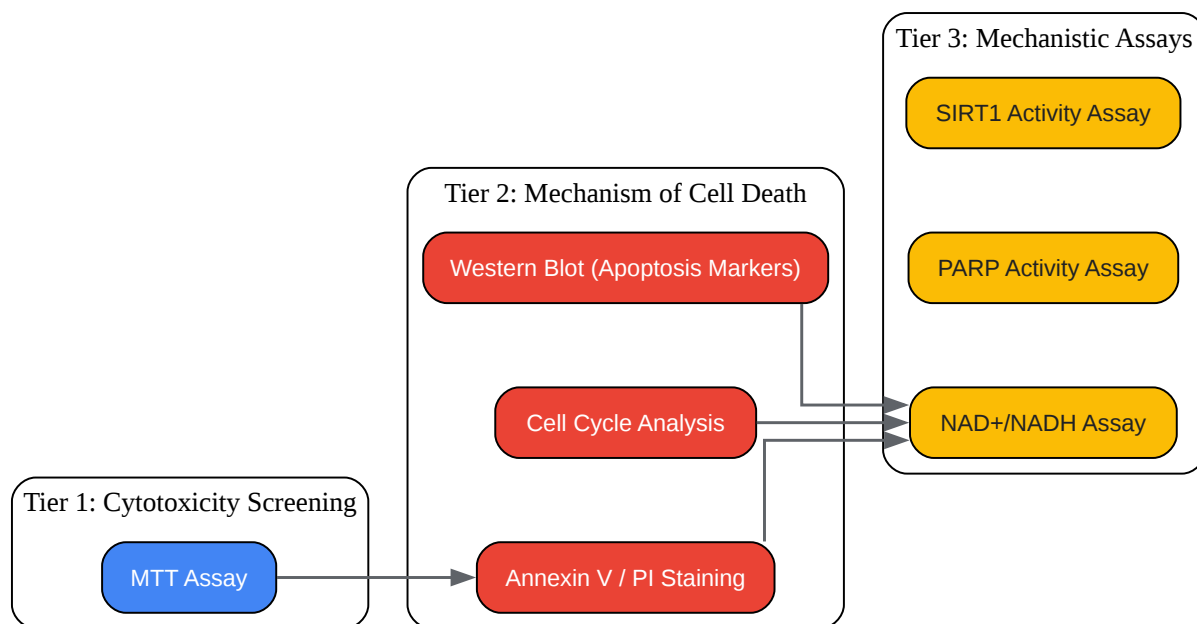 Tier 1: Cytotoxicity Screening
MTT Assay
Tier 2: Mechanism of Cell Death
Western Blot (Apoptosis Markers)
Cell Cycle Analysis
Annexin V / PI Staining
Tier 3: Mechanistic Assays
SIRT1 Activity Assay
PARP Activity Assay
NAD+/NADH Assay